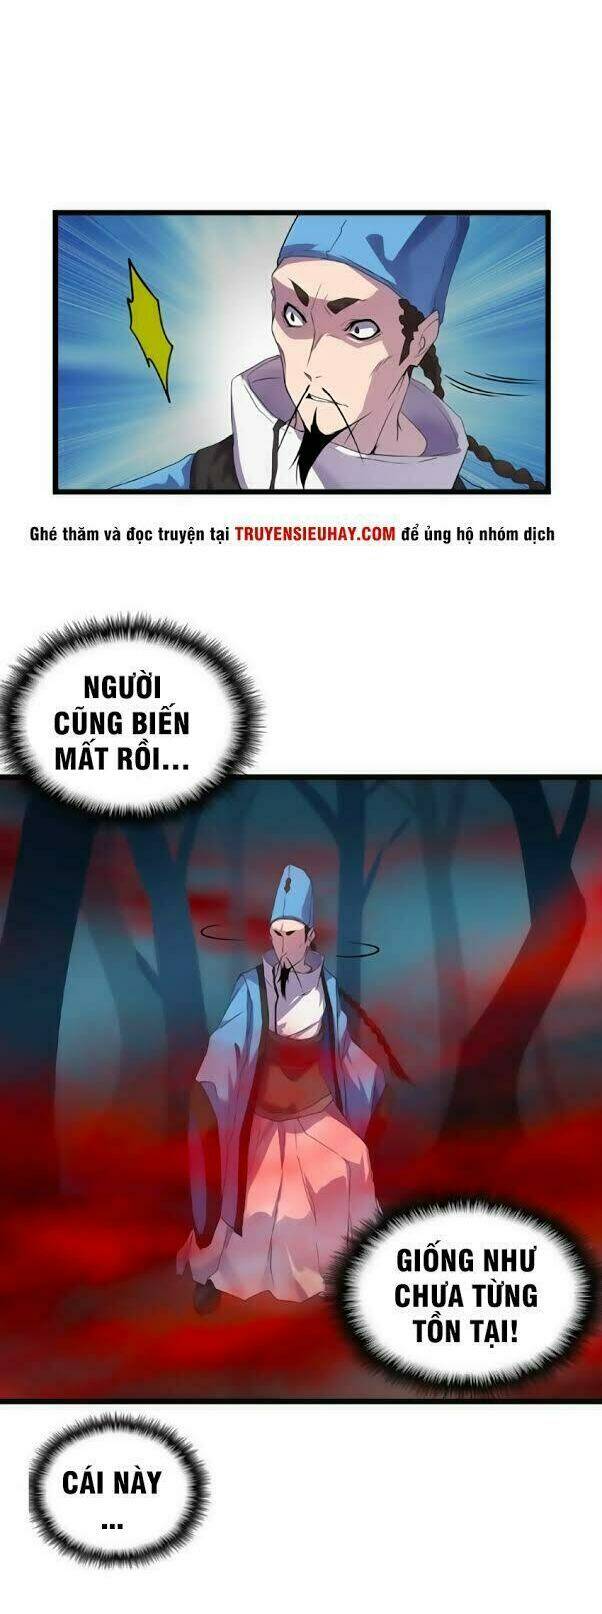 Ghé thăm và đọc truyện tại TRUYENSIEUHAY.COM để ủng hộ nhóm dịch
NGƯỜI
CŨNG BIẾN
MẤT RỒI...
GIỐNG NHƯ
CHƯA TỪNG
TỒN TẠI!
CÁI NÀY
...